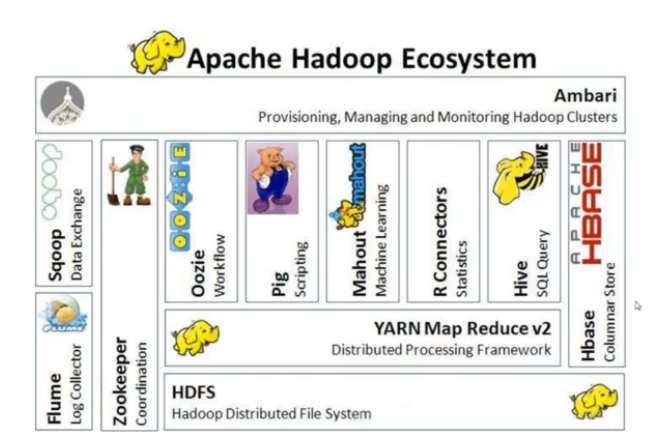 Apache Hadoop Ecosystem
Ambari
Provisioning, Managing and Monitoring Hadoop Clusters
sqoop
Sqoop
Data Exchange
Flume
Log Collector
Zookeeper
Coordination
OOZIE
Oozie
Workflow
Pig
Scripting
mahout
Mahout
Machine Learning
R Connectors
Statistics
HIVE
Hive
SQL Query
APACHE
HBASE
Hbase
Columnar Store
YARN Map Reduce v2
Distributed Processing Framework
HDFS
Hadoop Distributed File System